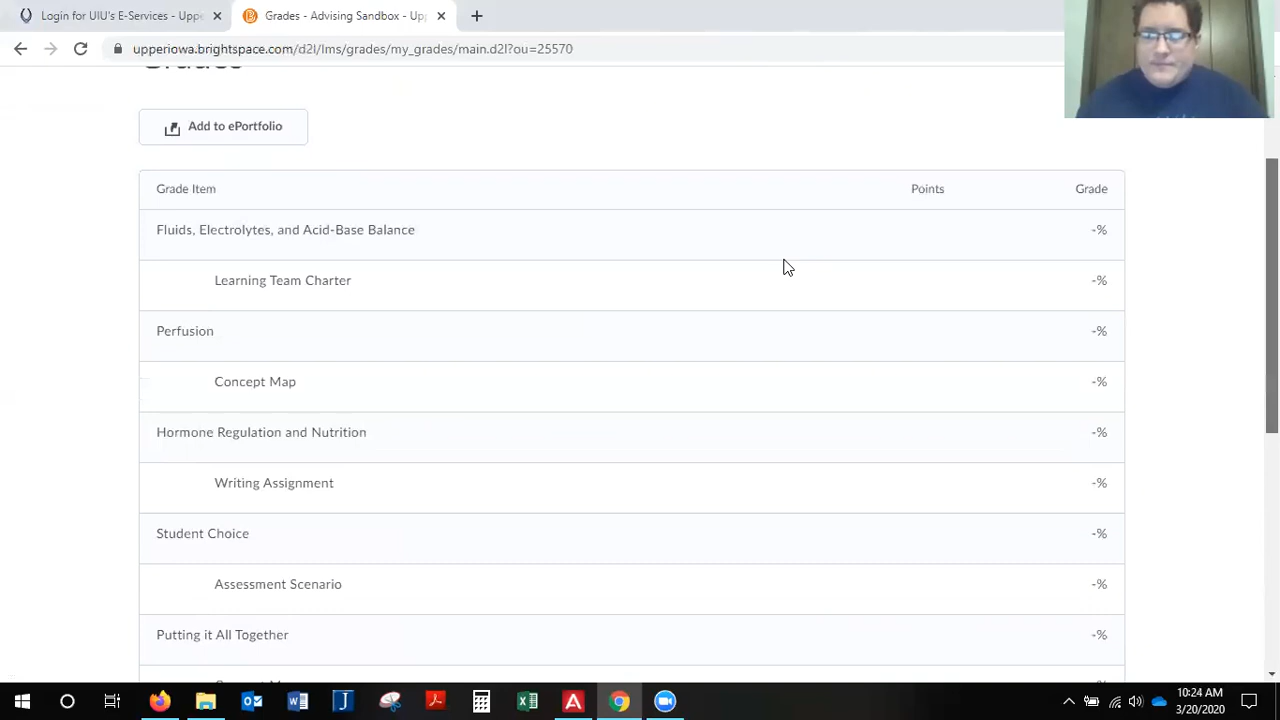 Login for UIU's E-Services - Upp
Grades - Advising Sandbox - Up
upperiowa.brightspace.com/d2l/lms/grades/my_grades/main.d2l?ou=25570
Grades
Add to ePortfolio
Grade Item Points Grade
Fluids, Electrolytes, and Acid-Base Balance -%
Learning Team Charter -%
Perfusion -%
Concept Map -%
Hormone Regulation and Nutrition -%
Writing Assignment -%
Student Choice -%
Assessment Scenario -%
Putting it All Together -%
10:24 AM
3/20/2020